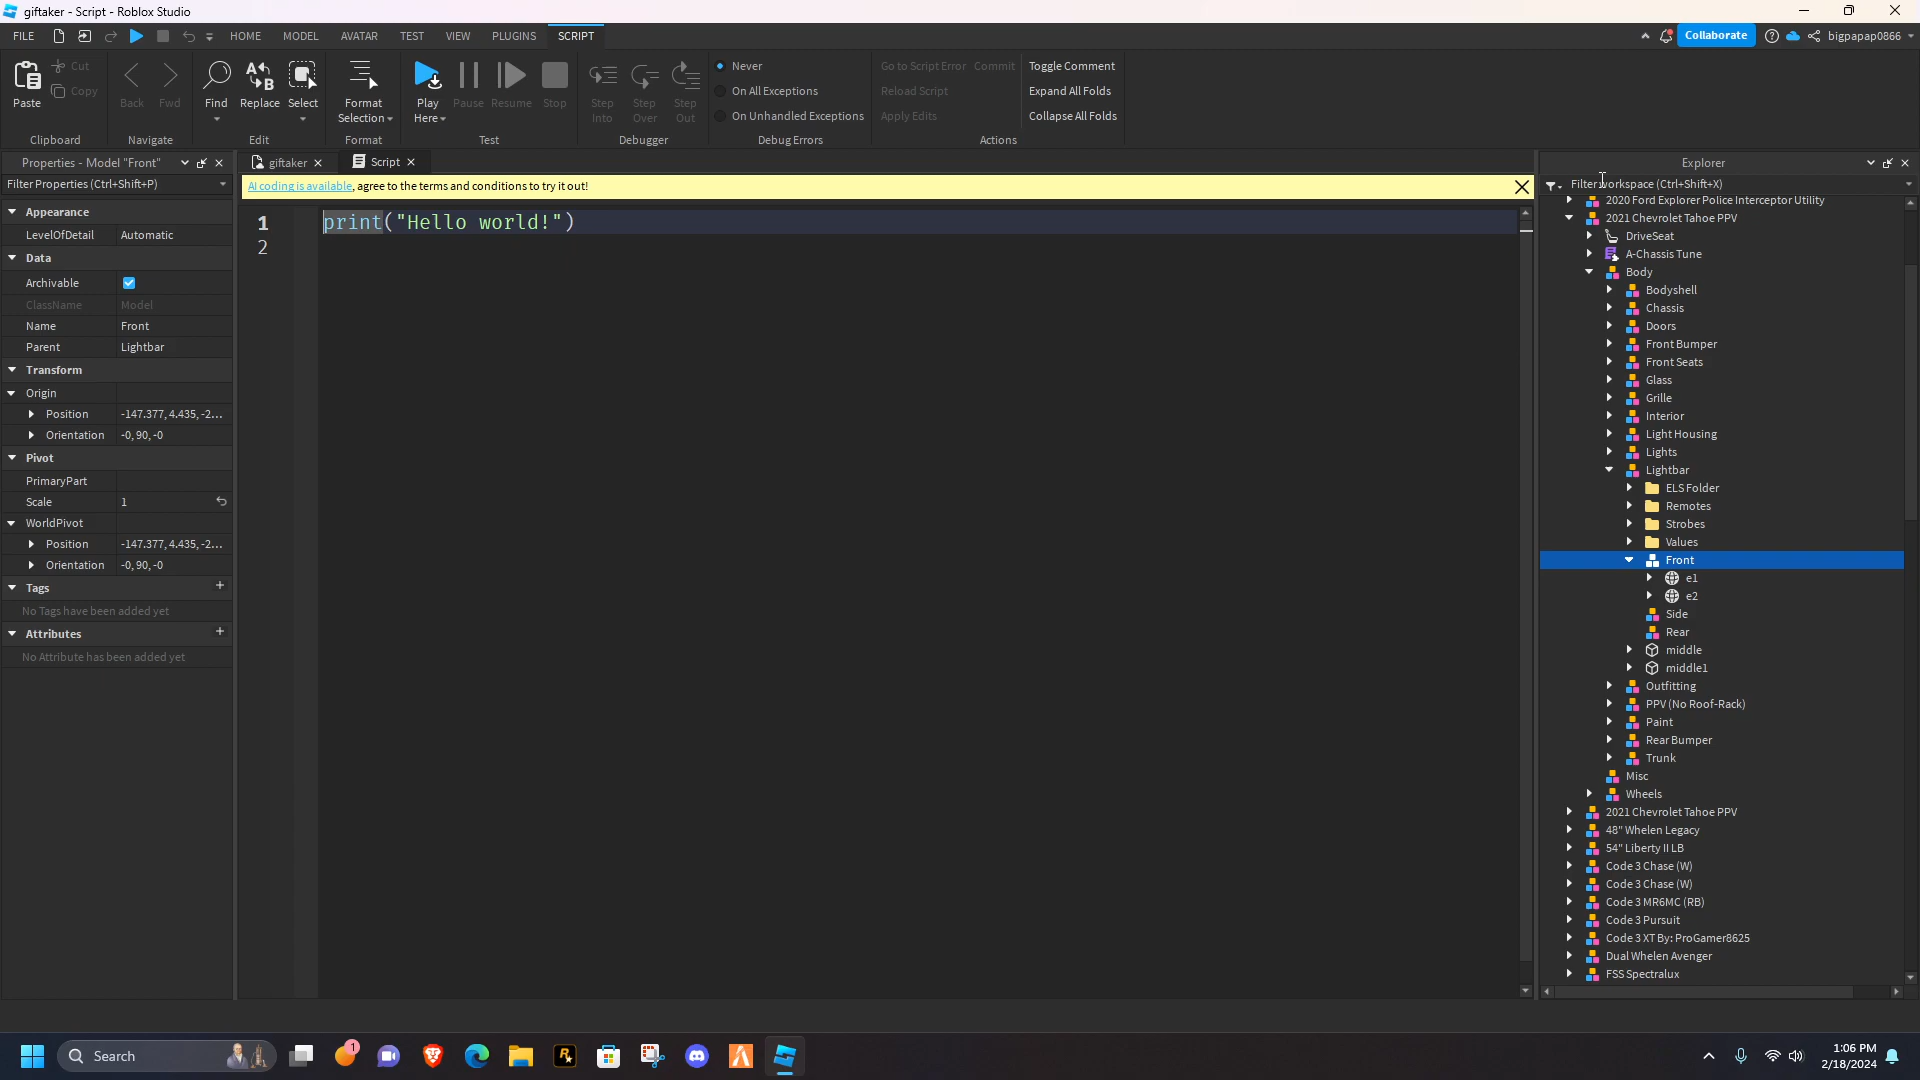 giftaker - Script - Roblox Studio
FILE HOME MODEL AVATAR TEST VIEW PLUGINS SCRIPT Collaborate bigpapap0866
Paste Cut Copy Back Fwd Find Replace Select Format Selection Play Here Pause Resume Stop Step Into Step Over Step Out
Never Go to Script Error Commit Toggle Comment
On All Exceptions Reload Script Expand All Folds
On Unhandled Exceptions Apply Edits Collapse All Folds
Clipboard Navigate Edit Format Test Debugger Debug Errors Actions
Properties - Model "Front"
Filter Properties (Ctrl+Shift+P)
Appearance
LevelOfDetail Automatic
Data
Archivable
ClassName Model
Name Front
Parent Lightbar
Transform
Origin
Position -147.377, 4.435, -2...
Orientation -0, 90, -0
Pivot
PrimaryPart
Scale 1
WorldPivot
Position -147.377, 4.435, -2...
Orientation -0, 90, -0
Tags
No Tags have been added yet
Attributes
No Attribute has been added yet
giftaker Script
AI coding is available, agree to the terms and conditions to try it out!
1 print("Hello world!")
2
Explorer
Filter workspace (Ctrl+Shift+X)
2020 Ford Explorer Police Interceptor Utility
2021 Chevrolet Tahoe PPV
DriveSeat
A-Chassis Tune
Body
Bodyshell
Chassis
Doors
Front Bumper
Front Seats
Glass
Grille
Interior
Light Housing
Lights
Lightbar
ELS Folder
Remotes
Strobes
Values
Front
e1
e2
Side
Rear
middle
middle1
Outfitting
PPV (No Roof-Rack)
Paint
Rear Bumper
Trunk
Misc
Wheels
2021 Chevrolet Tahoe PPV
48" Whelen Legacy
54" Liberty II LB
Code 3 Chase (W)
Code 3 Chase (W)
Code 3 MR6MC (RB)
Code 3 Pursuit
Code 3 XT By: ProGamer8625
Dual Whelen Avenger
FSS Spectralux
Search
1
1:06 PM
2/18/2024